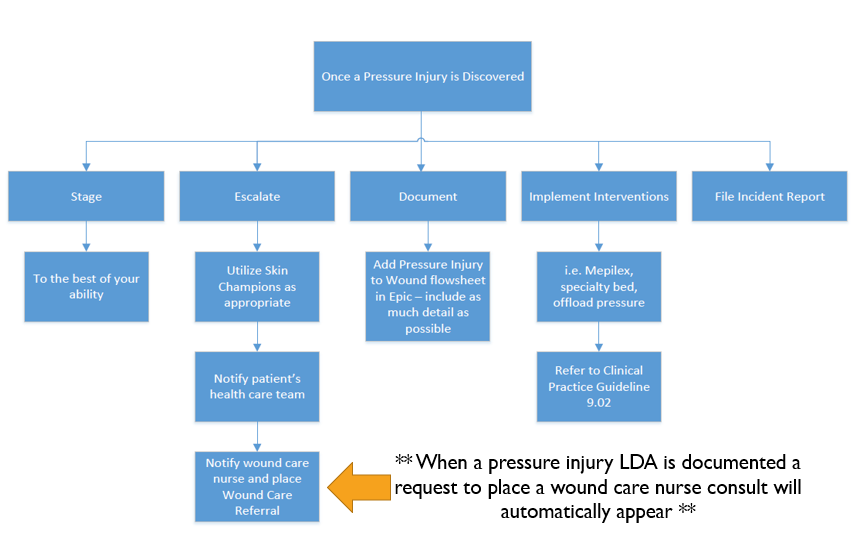 Once a Pressure Injury is Discovered
Stage
Escalate
Document
Implement Interventions
File Incident Report
To the best of your
ability
Utilize Skin
Champions as
appropriate
Add Pressure Injury
to Wound flowsheet
in Epic – include as
much detail as
possible
i.e. Mepilex,
specialty bed,
offload pressure
Notify patient's
health care team
Refer to Clinical
Practice Guideline
9.02
Notify wound care
nurse and place
Wound Care
Referral
** When a pressure injury LDA is documented a
request to place a wound care nurse consult will
automatically appear **